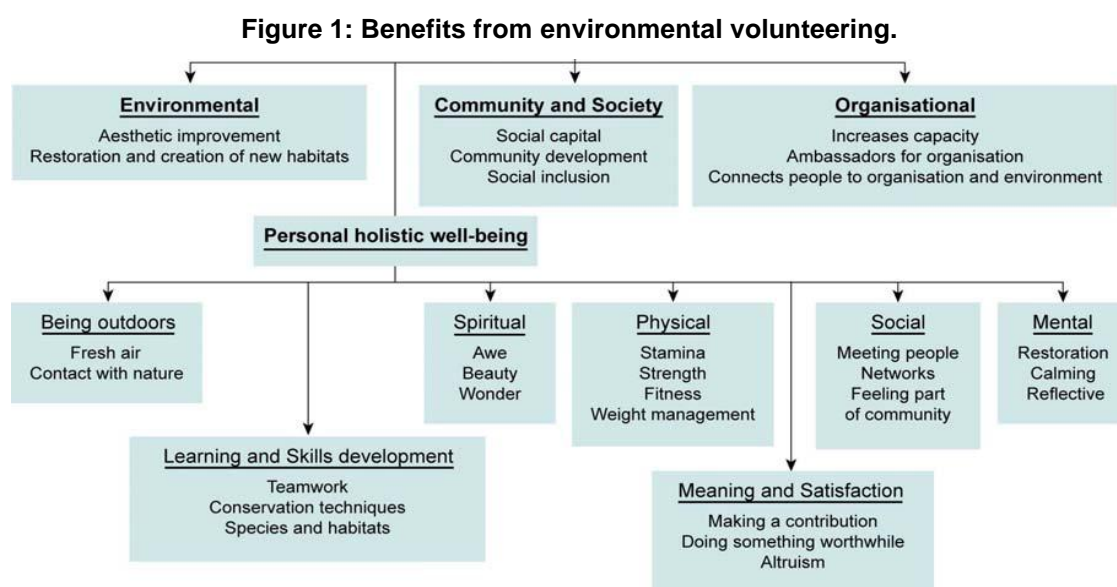 Figure 1: Benefits from environmental volunteering.
Environmental
Aesthetic improvement
Restoration and creation of new habitats
Community and Society
Social capital
Community development
Social inclusion
Organisational
Increases capacity
Ambassadors for organisation
Connects people to organisation and environment
Personal holistic well-being
Being outdoors
Fresh air
Contact with nature
Spiritual
Awe
Beauty
Wonder
Physical
Stamina
Strength
Fitness
Weight management
Social
Meeting people
Networks
Feeling part
of community
Mental
Restoration
Calming
Reflective
Learning and Skills development
Teamwork
Conservation techniques
Species and habitats
Meaning and Satisfaction
Making a contribution
Doing something worthwhile
Altruism